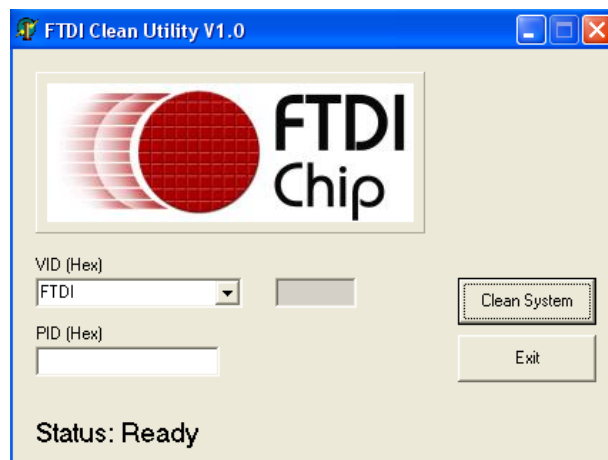 FTDI Clean Utility V1.0
FTDI
Chip
VID (Hex)
FTDI
Clean System
PID (Hex)
Exit
Status: Ready